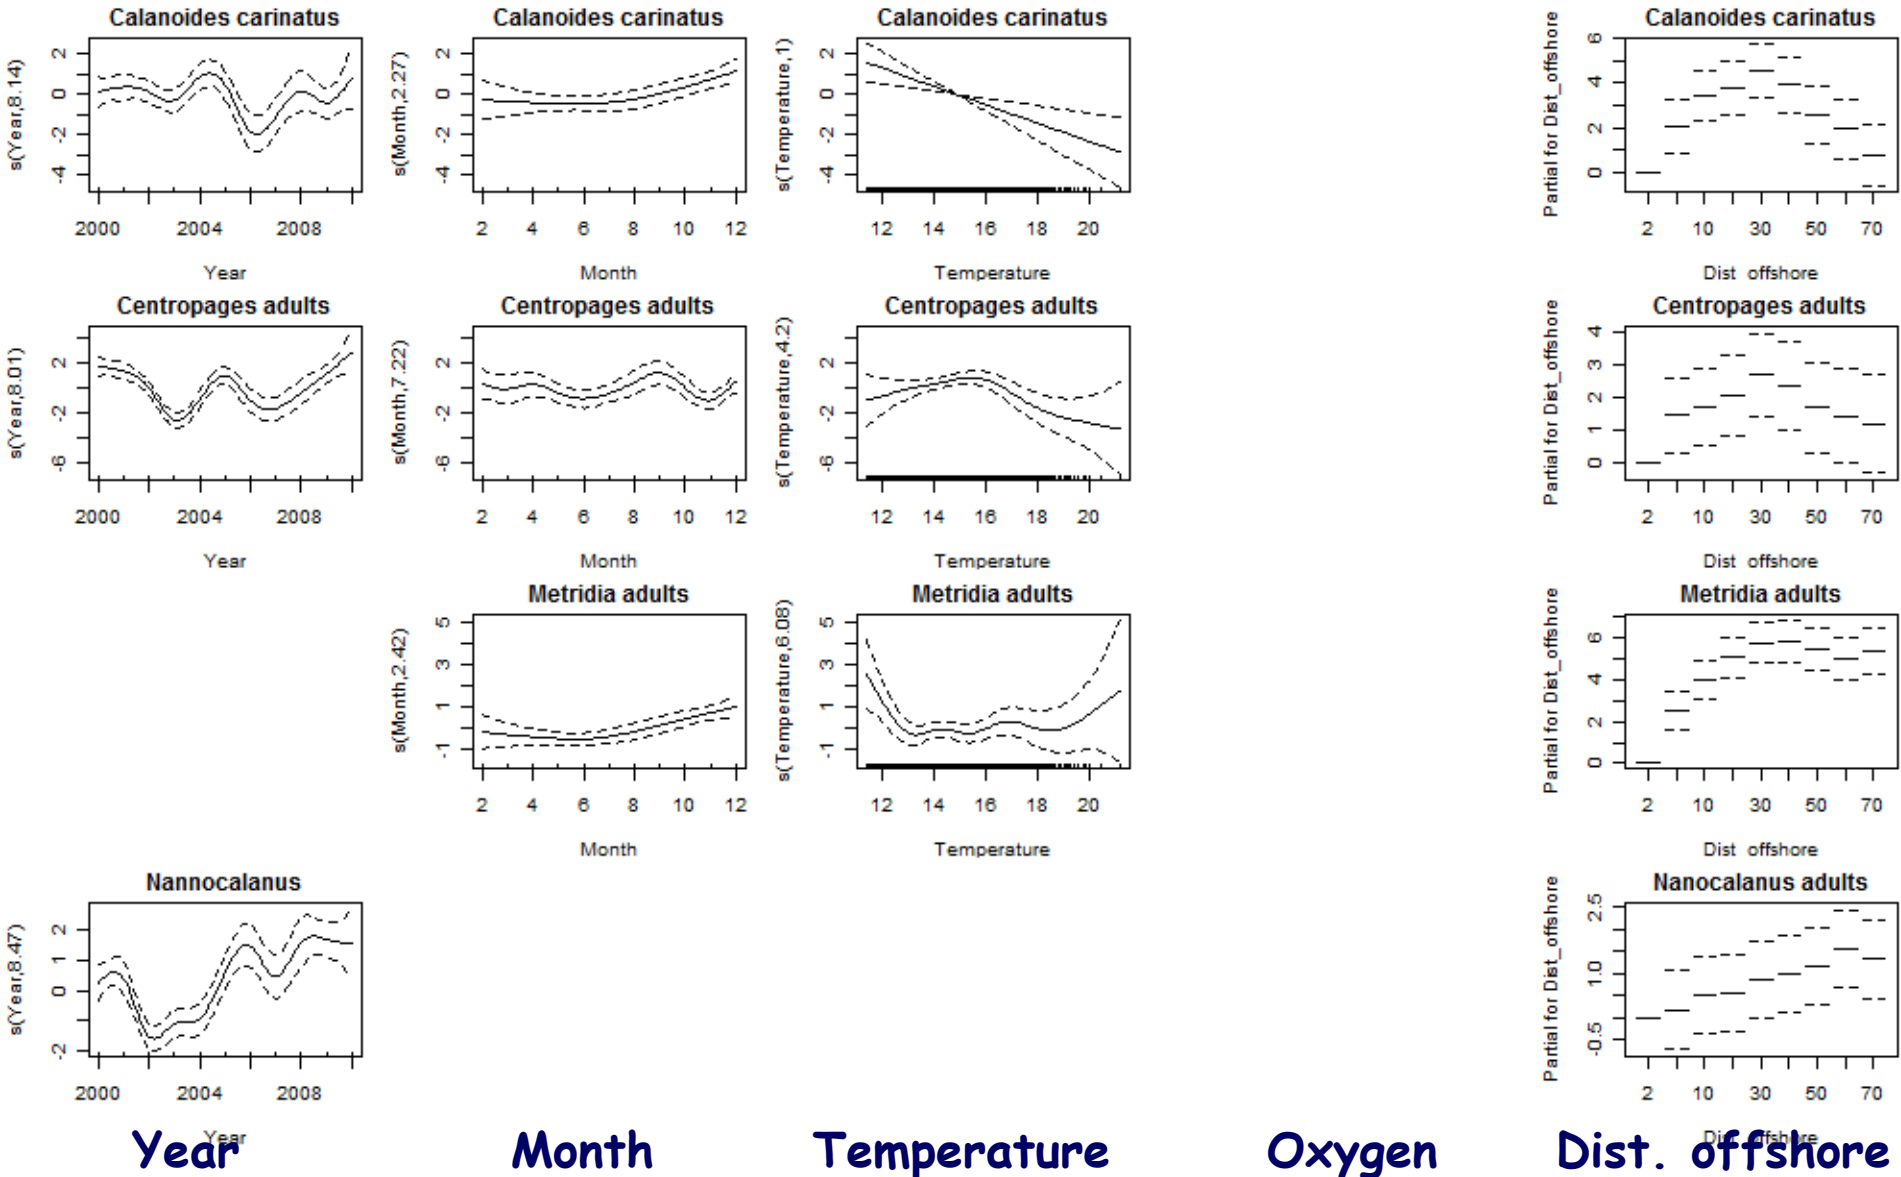 Calanoides carinatus Calanoides carinatus Calanoides carinatus Calanoides carinatus
s(Year,8.14)
2
0
-2
-4
2000 2004 2008
Year
s(Month,2.27)
2
0
-2
-4
2 4 6 8 10 12
Month
s(Temperature,1)
2
0
-2
-4
12 14 16 18 20
Temperature
Partial for Dist_offshore
6
4
2
0
2 10 30 50 70
Dist_offshore
Centropages adults Centropages adults Centropages adults Centropages adults
s(Year,8.01)
2
-2
-6
2000 2004 2008
Year
s(Month,7.22)
2
-2
-6
2 4 6 8 10 12
Month
s(Temperature,4.2)
2
-2
-6
12 14 16 18 20
Temperature
Partial for Dist_offshore
4
3
2
1
0
2 10 30 50 70
Dist_offshore
Metridia adults Metridia adults Metridia adults
s(Month,2.42)
5
3
1
-1
2 4 6 8 10 12
Month
s(Temperature,6.08)
5
3
1
-1
12 14 16 18 20
Temperature
Partial for Dist_offshore
6
4
2
0
2 10 30 50 70
Dist_offshore
Nannocalanus Nanocalanus adults
s(Year,8.47)
2
1
0
-2
2000 2004 2008
Year
Partial for Dist_offshore
2.5
1.0
-0.5
2 10 30 50 70
Dist_offshore
Year Month Temperature Oxygen Dist. offshore